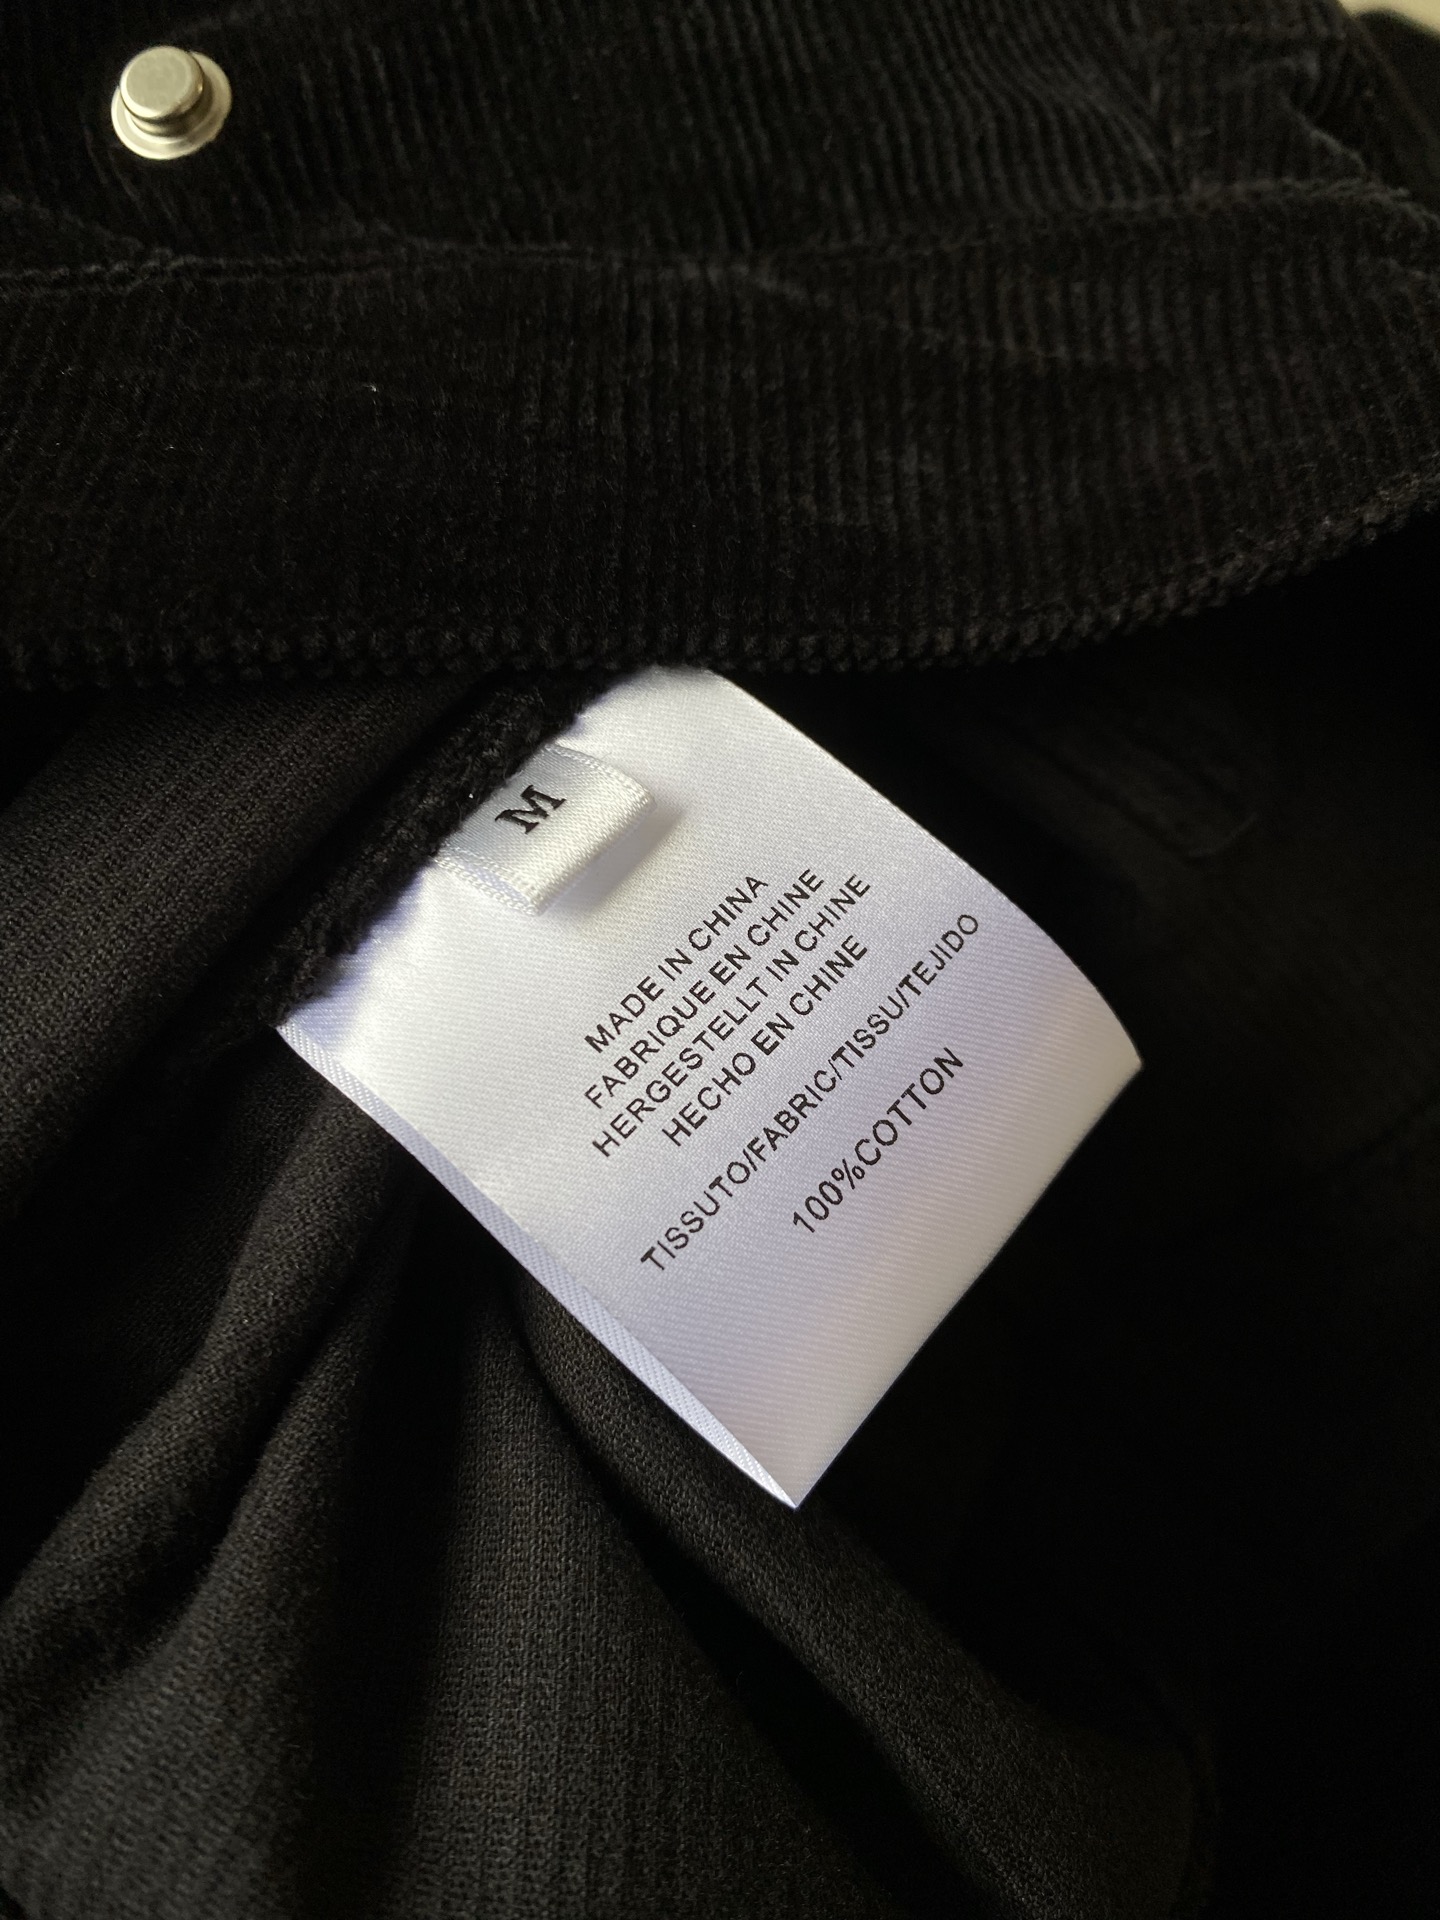 M
MADE IN CHINA
FABRIQUE EN CHINE
HERGESTELLT IN CHINE
HECHO EN CHINE
TISSUTO/FABRIC/TISSU/TEJIDO
100%COTTON